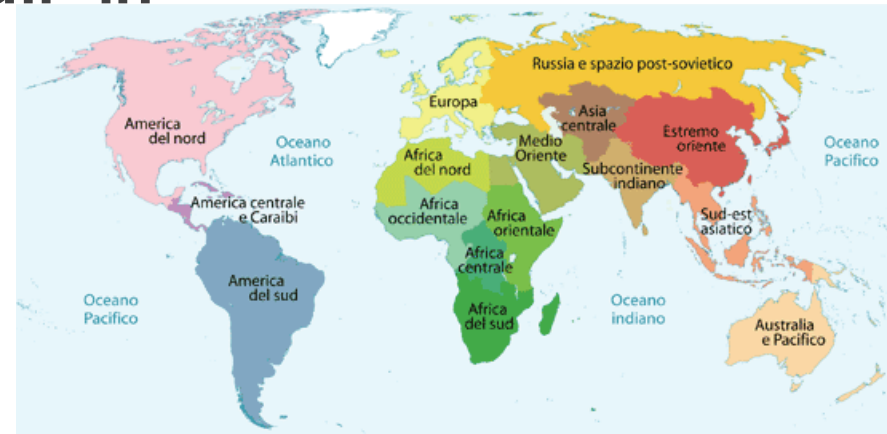 Russia e spazio post-sovietico
Europa
America
del nord
Asia
centrale
Estremo
oriente
Oceano
Atlantico
Medio
Oriente
Oceano
Pacifico
Africa
del nord
Subcontinente
indiano
America centrale
e Caraibi
Africa
occidentale
Africa
orientale
Sud-est
asiatico
Africa
centrale
America
del sud
Oceano
Pacifico
Oceano
indiano
Africa
del sud
Australia
e Pacifico